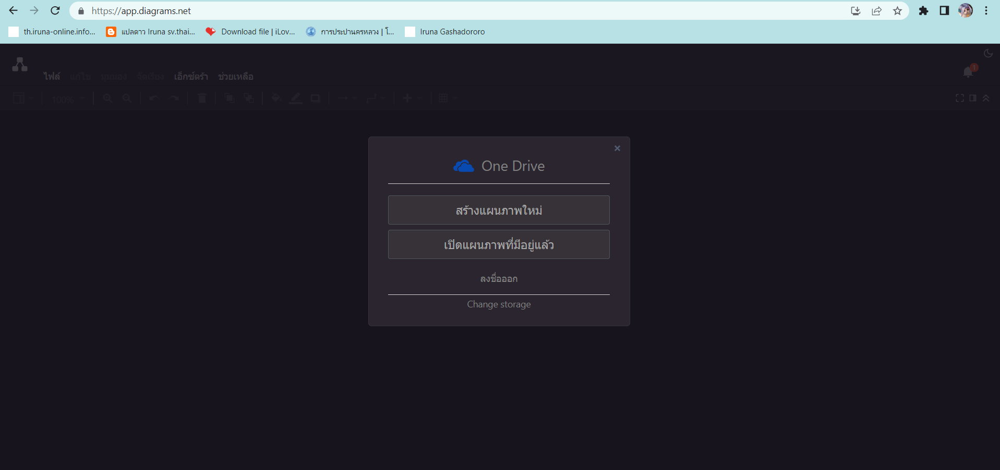 https://app.diagrams.net
th.iruna-online.info... แปลดาว Iruna sv.thai... Download file | iLov... การประปานครหลวง | โ... Iruna Gashadororo
ไฟล์ แก้ไข มุมมอง จัดเรียง เอ็กซ์ตร้า ช่วยเหลือ
1
100%
One Drive
สร้างแผนภาพใหม่
เปิดแผนภาพที่มีอยู่แล้ว
ลงชื่อออก
Change storage